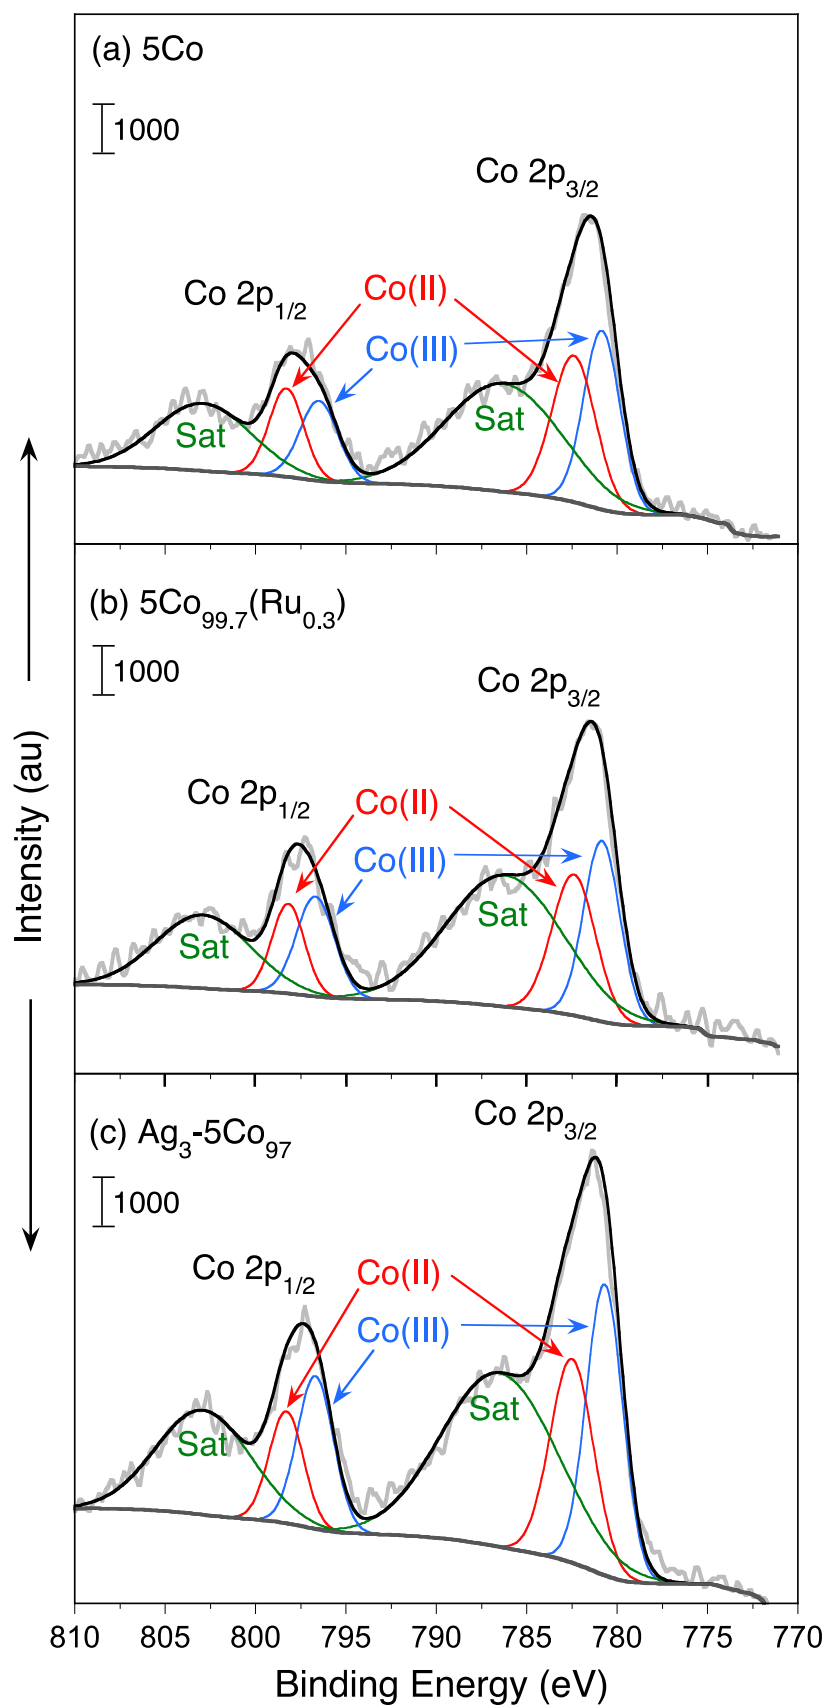 (a) 5Co
1000
Co 2p3/2
Co 2p1/2
Co(II)
Co(III)
Sat
Sat
(b) 5Co99.7(Ru0.3)
1000
Co 2p3/2
Co 2p1/2
Co(II)
Co(III)
Sat
Sat
(c) Ag3-5Co97
1000
Co 2p3/2
Co 2p1/2
Co(II)
Co(III)
Sat
Sat
Intensity (au)
810 805 800 795 790 785 780 775 770
Binding Energy (eV)